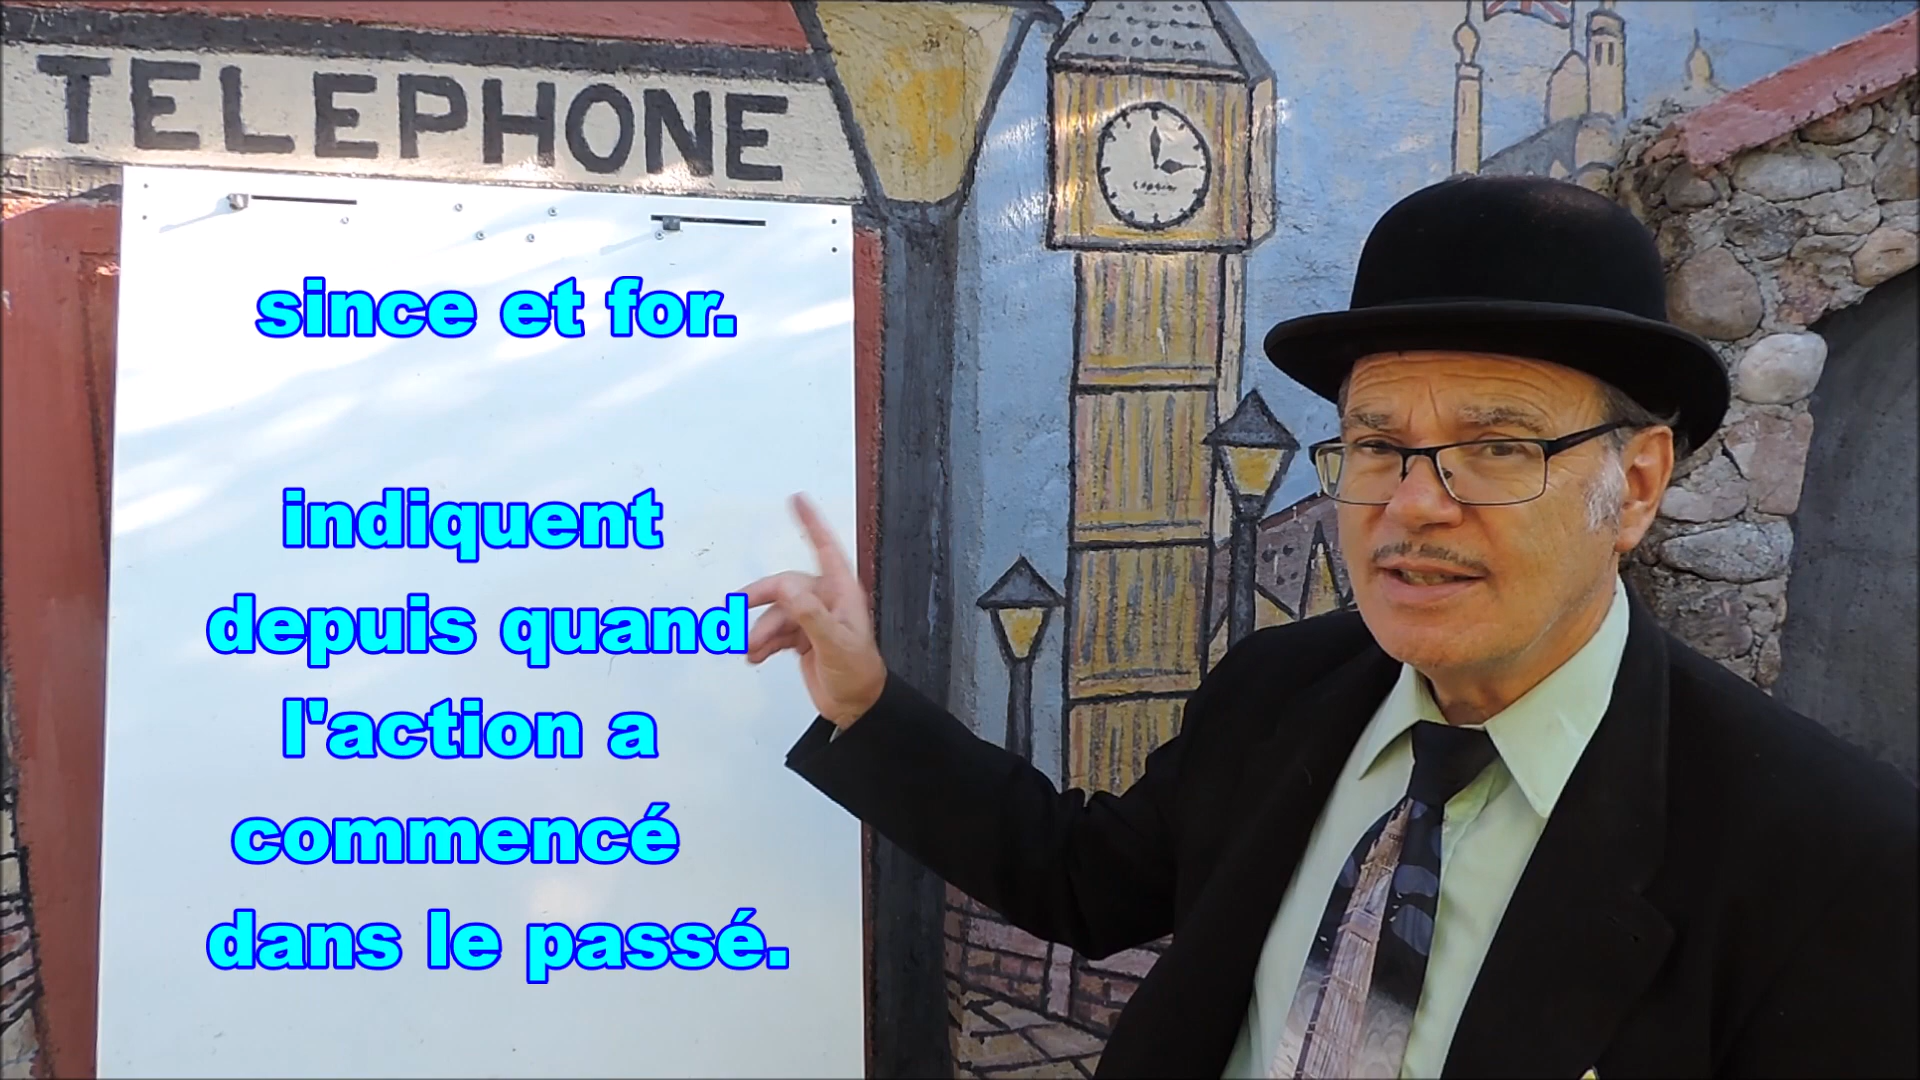 TELEPHONE
since et for.
indiquent
depuis quand
l'action a
commencé
dans le passé.